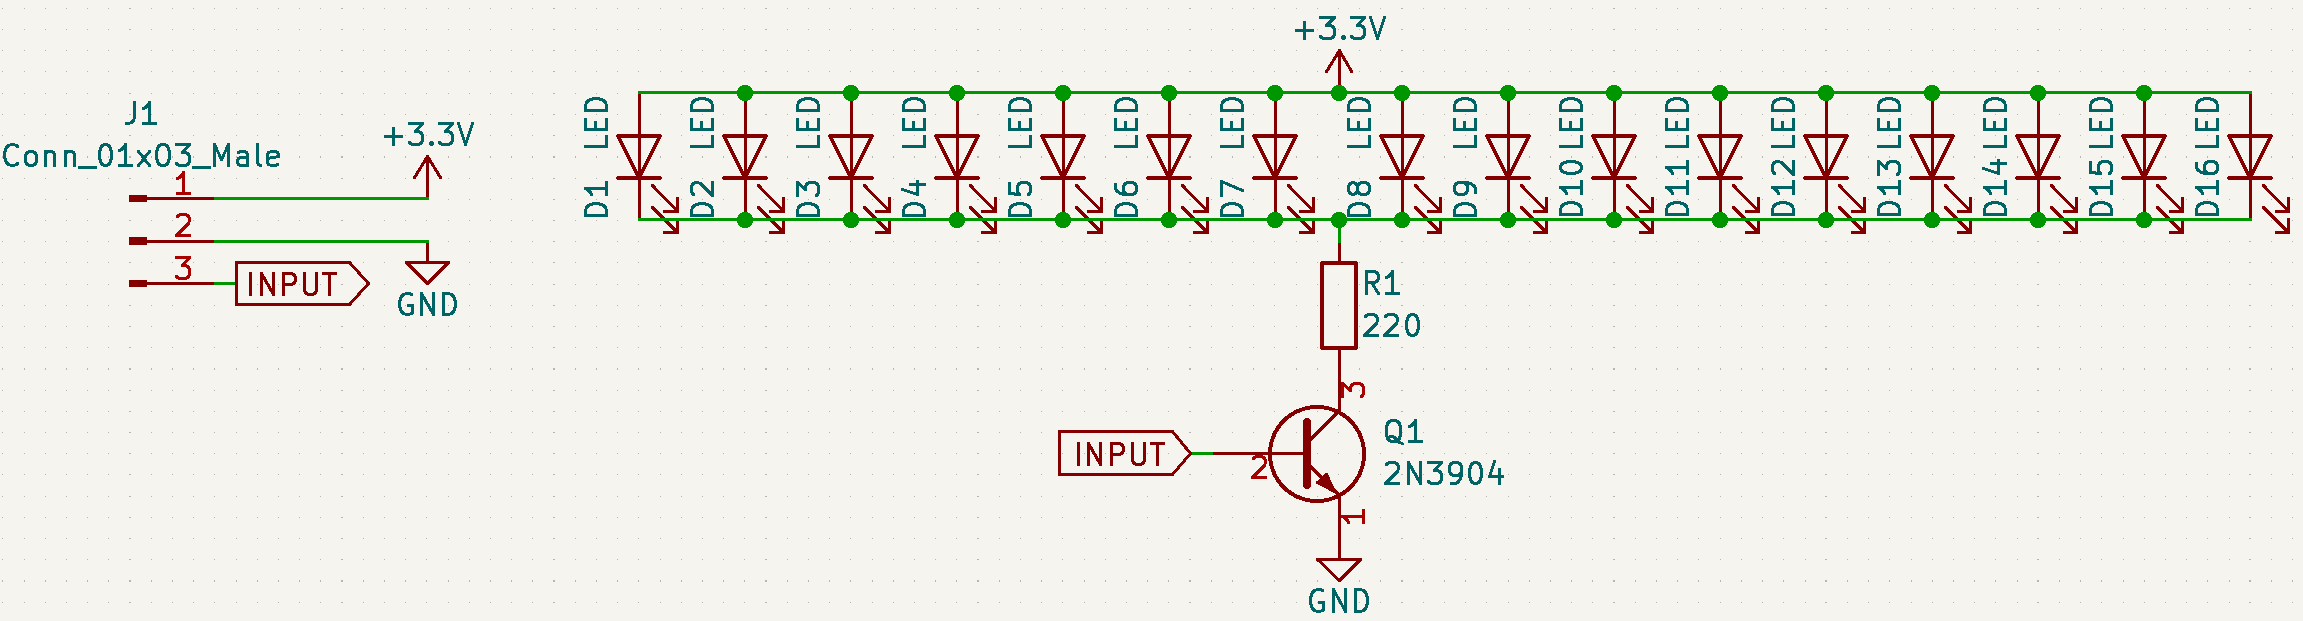 J1
Conn_01x03_Male
1
2
3
INPUT
+3.3V
GND
+3.3V
D1 LED
D2 LED
D3 LED
D4 LED
D5 LED
D6 LED
D7 LED
D8 LED
D9 LED
D10 LED
D11 LED
D12 LED
D13 LED
D14 LED
D15 LED
D16 LED
R1
220
3
INPUT
2
Q1
2N3904
1
GND